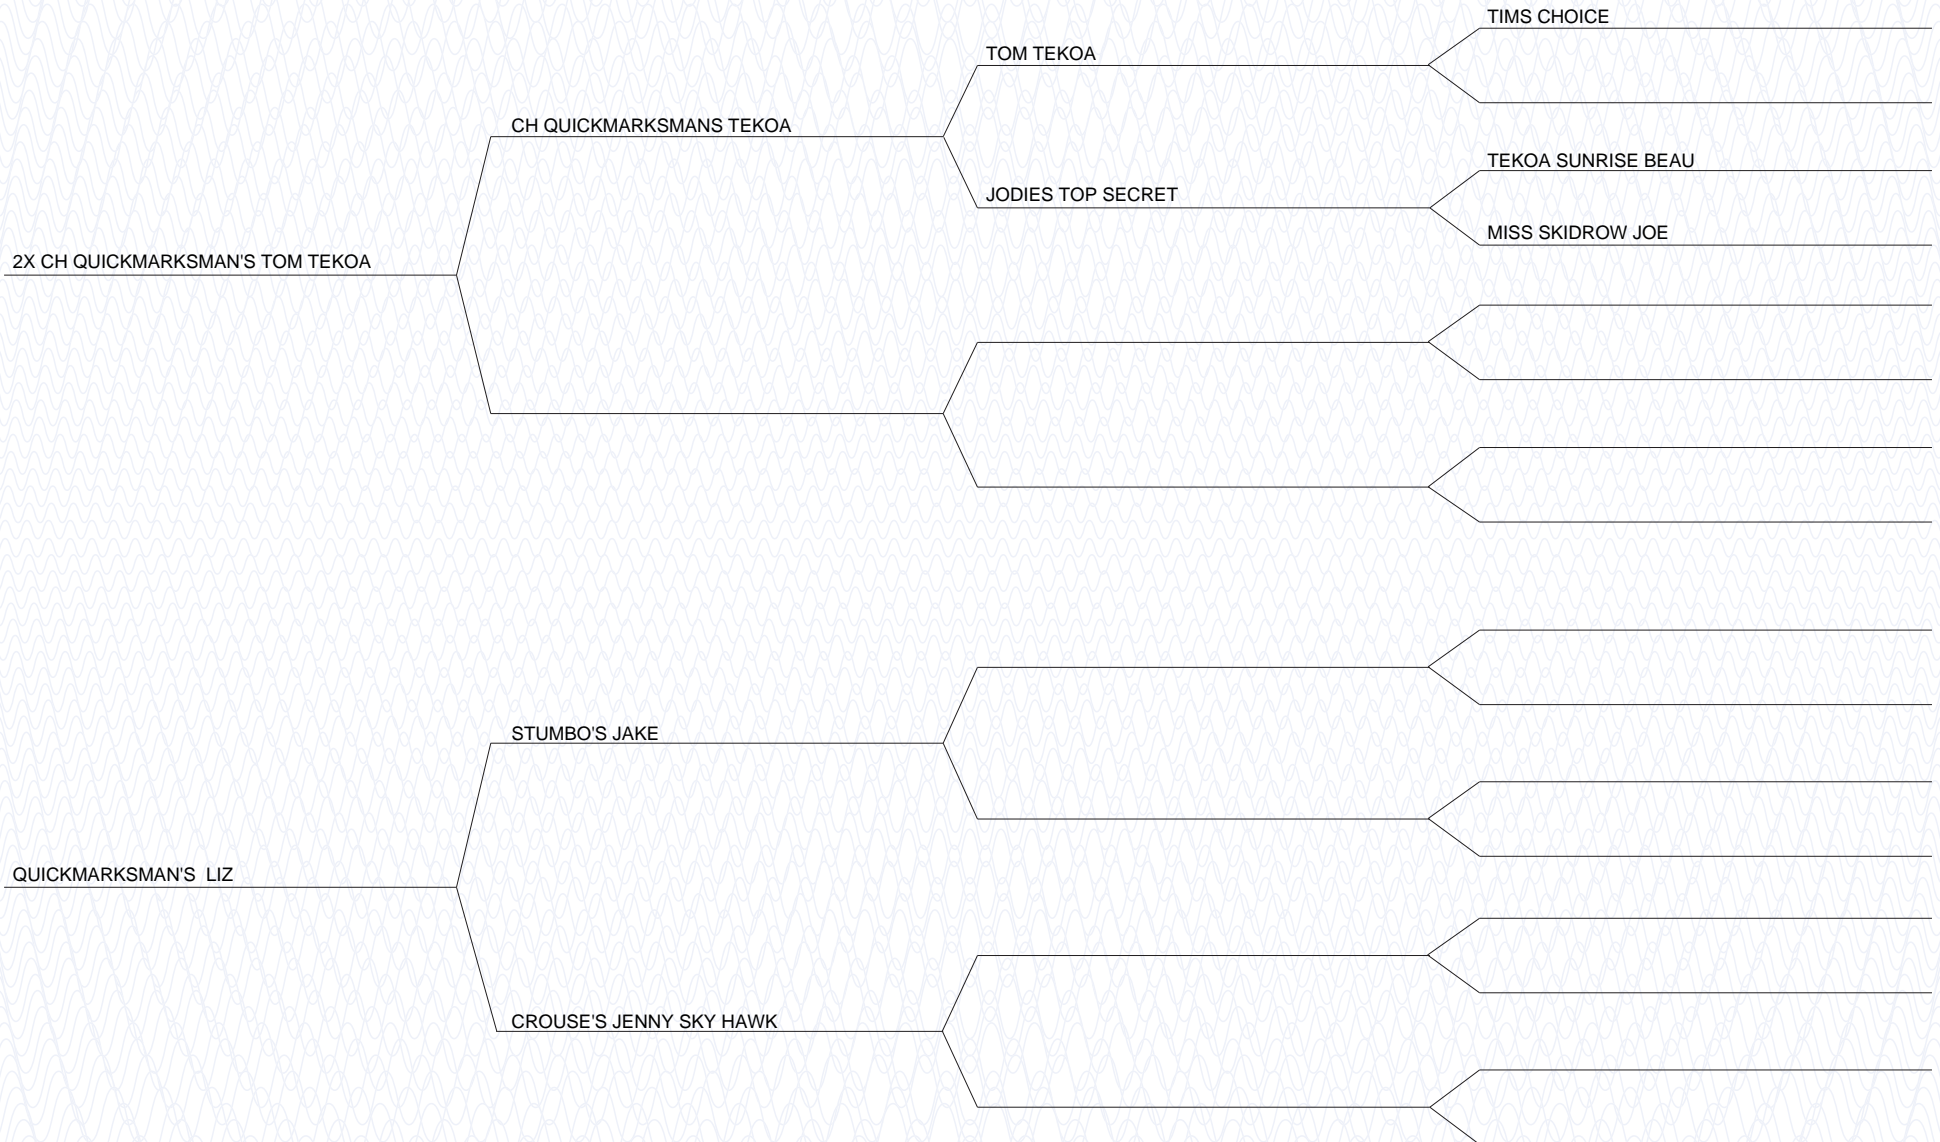 TIMS CHOICE
TOM TEKOA
CH QUICKMARKSMANS TEKOA
TEKOA SUNRISE BEAU
JODIES TOP SECRET
MISS SKIDROW JOE
2X CH QUICKMARKSMAN'S TOM TEKOA
STUMBO'S JAKE
QUICKMARKSMAN'S  LIZ
CROUSE'S JENNY SKY HAWK